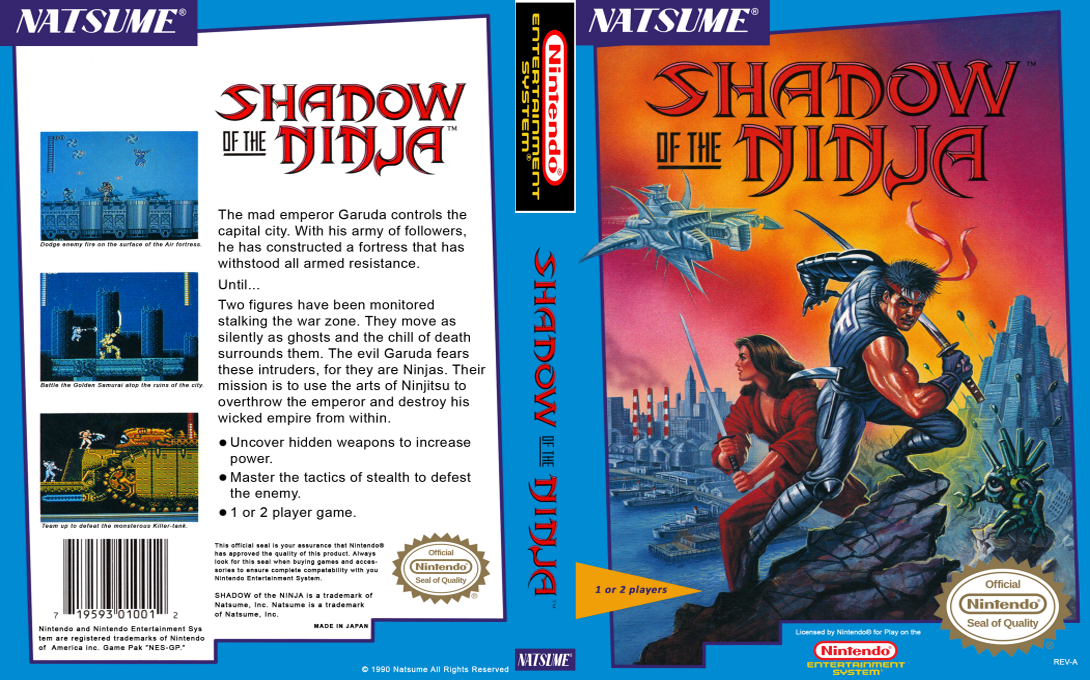 NATSUME®
SHADOW
OF THE
NINJA™
Dodge enemy fire on the surface of the Air fortress.
Battle the Golden Samurai atop the ruins of the city.
Team up to defeat the monsterous Killer-tank.
The mad emperor Garuda controls the
capital city. With his army of followers,
he has constructed a fortress that has
withstood all armed resistance.
Until...
Two figures have been monitored
stalking the war zone. They move as
silently as ghosts and the chill of death
surrounds them. The evil Garuda fears
these intruders, for they are Ninjas. Their
mission is to use the arts of Ninjitsu to
overthrow the emperor and destroy his
wicked empire from within.
● Uncover hidden weapons to increase
power.
● Master the tactics of stealth to defeat
the enemy.
● 1 or 2 player game.
This official seal is your assurance that Nintendo®
has approved the quality of this product. Always
look for this seal when buying games and acces-
sories to ensure complete compatability with you
Nintendo Entertainment System.
SHADOW of the NINJA is a trademark of
Natsume, Inc. Natsume is a trademark
of Natsume, Inc.
MADE IN JAPAN
Official
Nintendo®
Seal of Quality
®
7 19593 01001 2
Nintendo and Nintendo Entertainment Sys
tem are registered trademarks of Nintendo
of America inc. Game Pak "NES-GP."
© 1990 Natsume All Rights Reserved
Nintendo®
ENTERTAINMENT
SYSTEM®
SHADOW OF THE NINJA™
NATSUME®
NATSUME®
SHADOW™
OF THE
NINJA
1 or 2 players
Official
Nintendo®
Seal of Quality
®
Licensed by Nintendo® for Play on the
Nintendo®
ENTERTAINMENT
SYSTEM®
REV-A